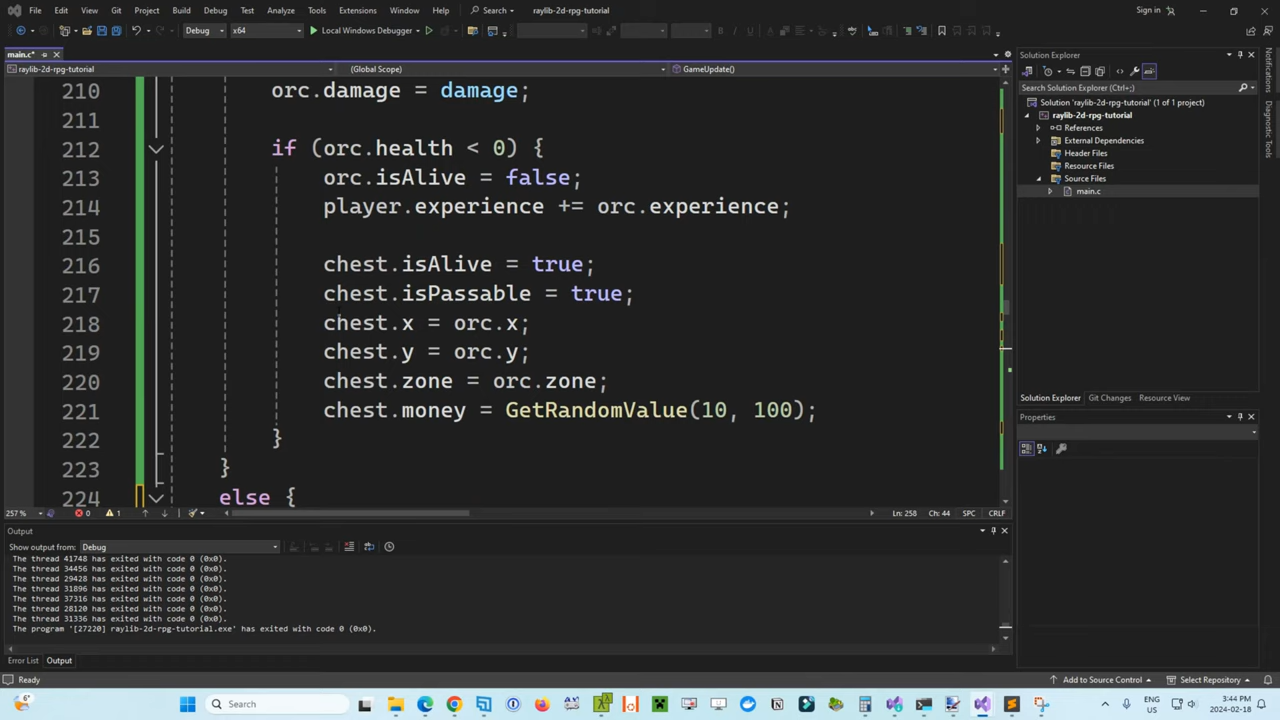 File Edit View Git Project Build Debug Test Analyze Tools Extensions Window Help Search raylib-2d-rpg-tutorial Sign in
Debug x64 Local Windows Debugger
main.c*
raylib-2d-rpg-tutorial (Global Scope) GameUpdate()
210 orc.damage = damage;
211
212 if (orc.health < 0) {
213 orc.isAlive = false;
214 player.experience += orc.experience;
215
216 chest.isAlive = true;
217 chest.isPassable = true;
218 chest.x = orc.x;
219 chest.y = orc.y;
220 chest.zone = orc.zone;
221 chest.money = GetRandomValue(10, 100);
222 }
223 }
224 else {
257 % 0 1 Ln: 258 Ch: 44 SPC CRLF
Output
Show output from: Debug
The thread 41748 has exited with code 0 (0x0).
The thread 34456 has exited with code 0 (0x0).
The thread 29428 has exited with code 0 (0x0).
The thread 31896 has exited with code 0 (0x0).
The thread 37316 has exited with code 0 (0x0).
The thread 28120 has exited with code 0 (0x0).
The thread 31336 has exited with code 0 (0x0).
The program '[27220] raylib-2d-rpg-tutorial.exe' has exited with code 0 (0x0).
Error List Output
Solution Explorer
Search Solution Explorer (Ctrl+;)
Solution 'raylib-2d-rpg-tutorial' (1 of 1 project)
raylib-2d-rpg-tutorial
References
External Dependencies
Header Files
Resource Files
Source Files
main.c
Solution Explorer Git Changes Resource View
Properties
Notifications
Diagnostic Tools
Ready Add to Source Control Select Repository
6° Search ENG US 3:44 PM 2024-02-18